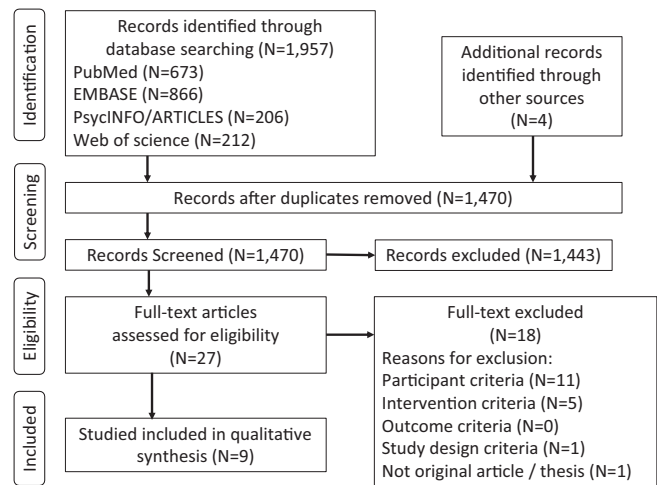 Identification
Records identified through
database searching (N=1,957)
PubMed (N=673)
EMBASE (N=866)
PsycINFO/ARTICLES (N=206)
Web of science (N=212)
Additional records
identified through
other sources
(N=4)
Screening
Records after duplicates removed (N=1,470)
Records Screened (N=1,470)
Records excluded (N=1,443)
Eligibility
Full-text articles
assessed for eligibility
(N=27)
Full-text excluded
(N=18)
Reasons for exclusion:
Participant criteria (N=11)
Intervention criteria (N=5)
Outcome criteria (N=0)
Study design criteria (N=1)
Not original article / thesis (N=1)
Included
Studied included in qualitative
synthesis (N=9)